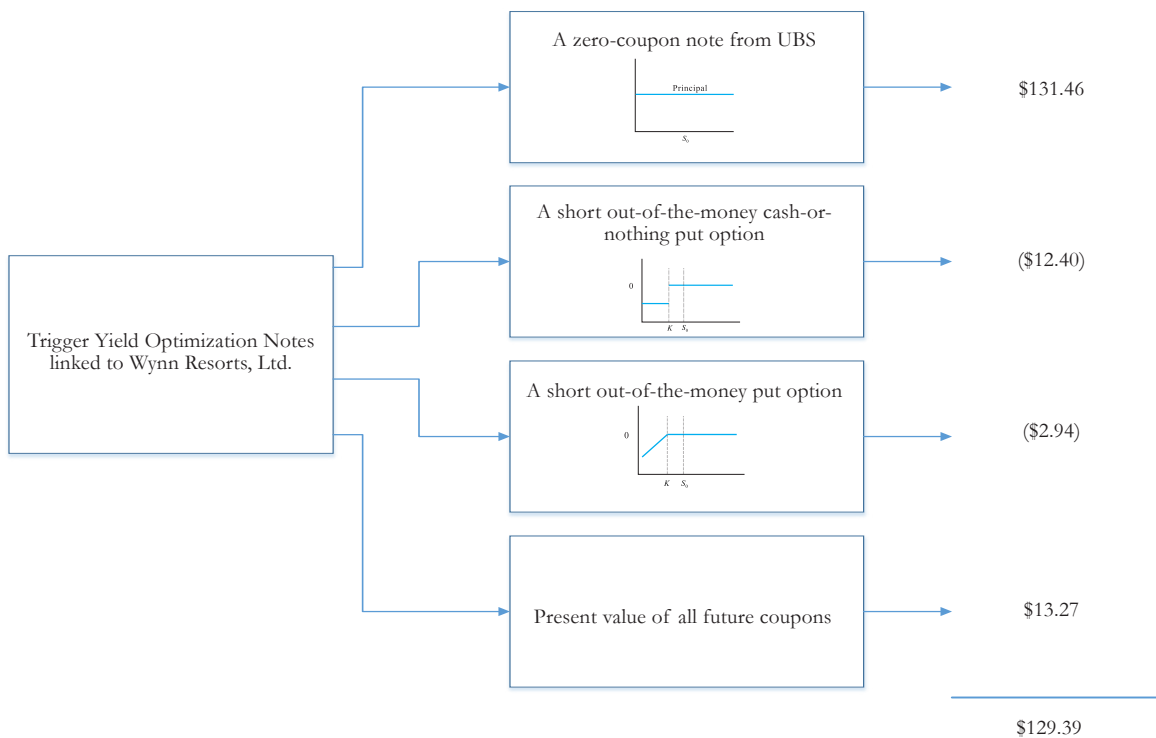 A zero-coupon note from UBS
Principal
S0
$131.46
A short out-of-the-money cash-or-
nothing put option
0
K S0
($12.40)
Trigger Yield Optimization Notes
linked to Wynn Resorts, Ltd.
A short out-of-the-money put option
0
K S0
($2.94)
Present value of all future coupons
$13.27
$129.39